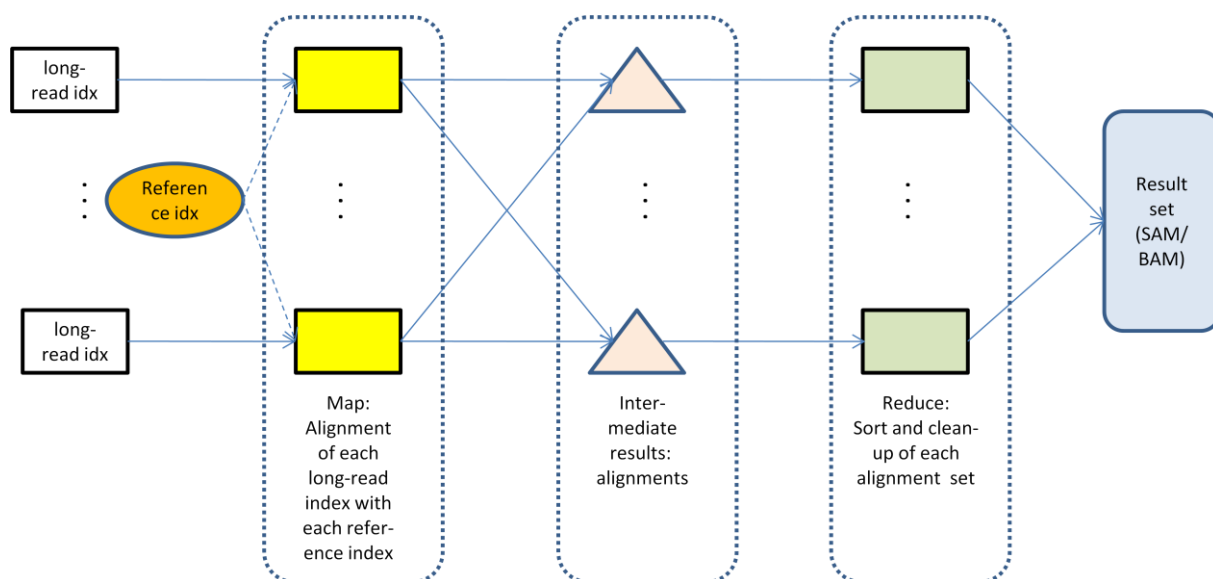 long-
read idx
Referen
ce idx
long-
read idx
Map:
Alignment
of each
long-read
index with
each refer-
ence index
Inter-
mediate
results:
alignments
Reduce:
Sort and clean-
up of each
alignment set
Result
set
(SAM/
BAM)